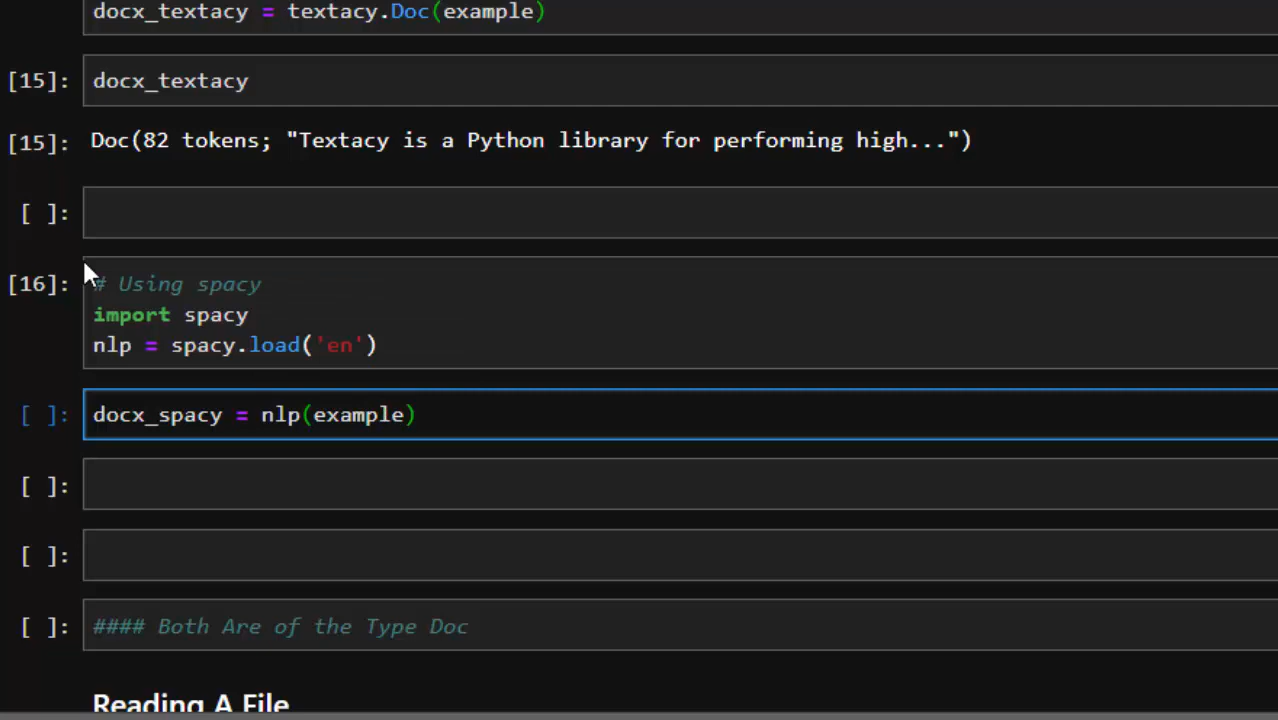 docx_textacy = textacy.Doc(example)
[15]: docx_textacy
[15]: Doc(82 tokens; "Textacy is a Python library for performing high...")
[ ]:
[16]: # Using spacy
import spacy
nlp = spacy.load('en')
[ ]: docx_spacy = nlp(example)
[ ]:
[ ]:
[ ]: #### Both Are of the Type Doc
Reading A File